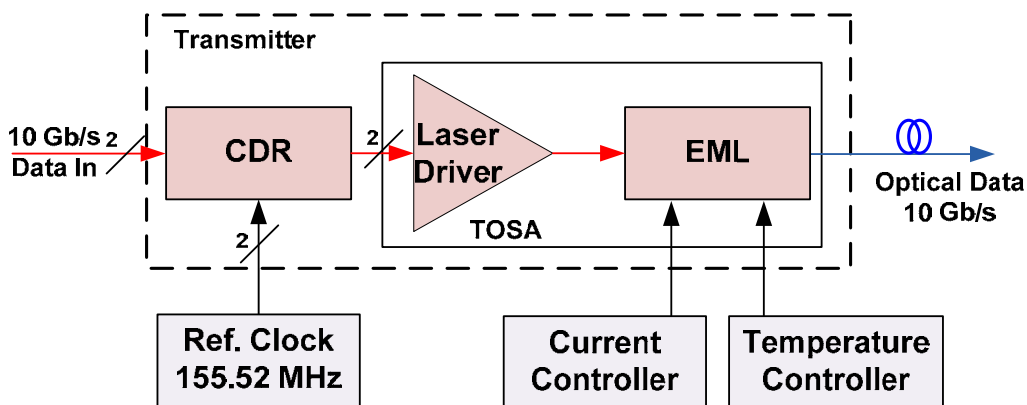 Transmitter
10 Gb/s
Data In
2
CDR
2
Laser
Driver
EML
TOSA
Optical Data
10 Gb/s
2
Ref. Clock
155.52 MHz
Current
Controller
Temperature
Controller